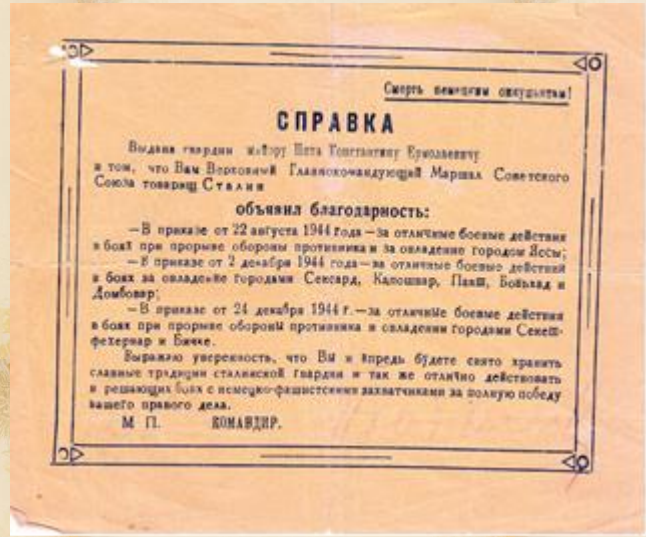 Смерть немецким оккупантам!
СПРАВКА
Выдана гвардии майору Шота Константину Ермолаевичу
в том, что Вам Верховный Главнокомандующий Маршал Советского
Союза товарищ Сталин
объявил благодарность:
—В приказе от 22 августа 1944 года—за отличные боевые действия
в боях при прорыве обороны противника и за овладение городом Яссы;
—В приказе от 2 декабря 1944 года—за отличные боевые действия
в боях за овладение городами Сексард, Капошвар, Пакш, Боньхад и
Домбовар;
—В приказе от 24 декабря 1944 г.—за отличные боевые действия
в боях при прорыве обороны противника и овладении городами Секеш-
фехервар и Бичке.
Выражаю уверенность, что Вы и впредь будете свято хранить
славные традиции сталинской гвардии и так же отлично действовать
в решающих боях с немецко-фашистскими захватчиками за полную победу
нашего правого дела.
М П. КОМАНДИР.